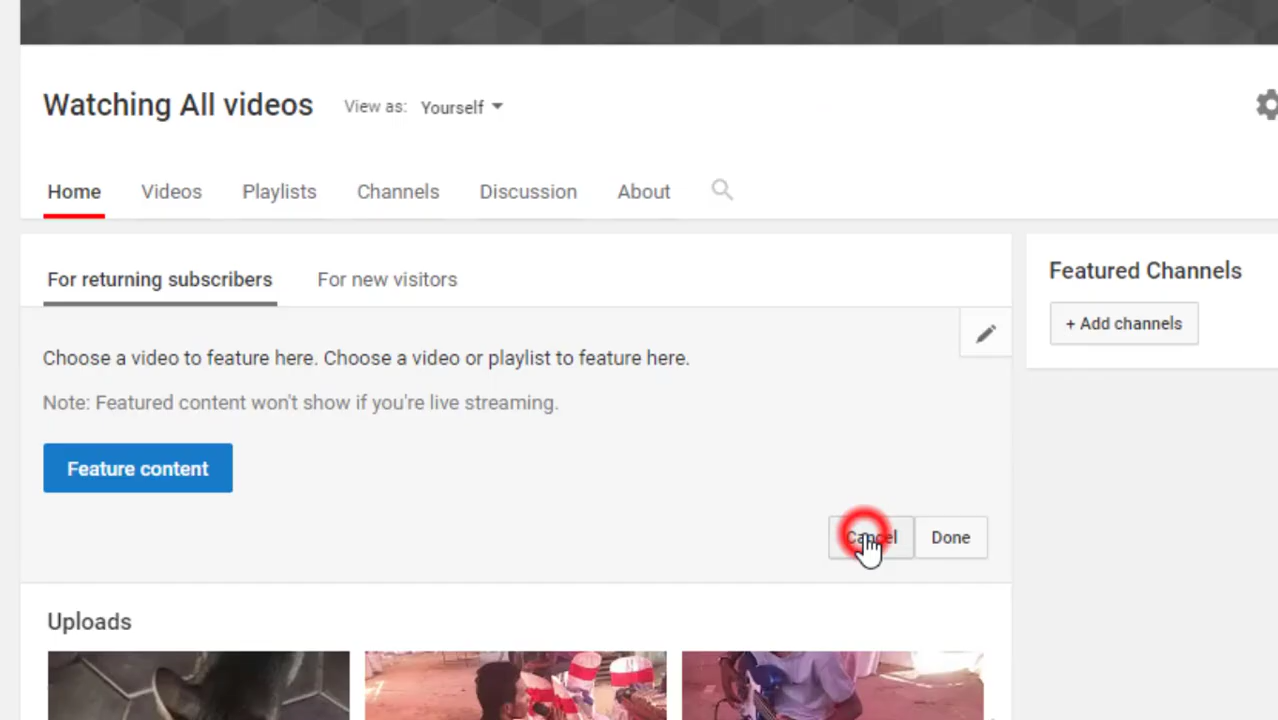 Watching All videos View as: Yourself
Home Videos Playlists Channels Discussion About
For returning subscribers For new visitors
Featured Channels
+ Add channels
Choose a video to feature here. Choose a video or playlist to feature here.
Note: Featured content won't show if you're live streaming.
Feature content
Cancel Done
Uploads